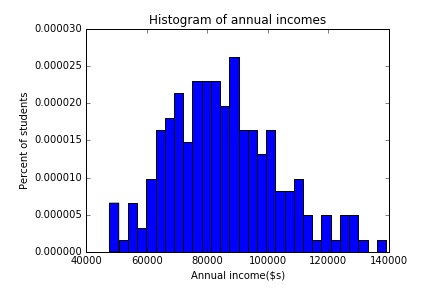 Histogram of annual incomes
0.000030
0.000025
0.000020
0.000015
0.000010
0.000005
0.000000
Percent of students
40000 60000 80000 100000 120000 140000
Annual income($s)